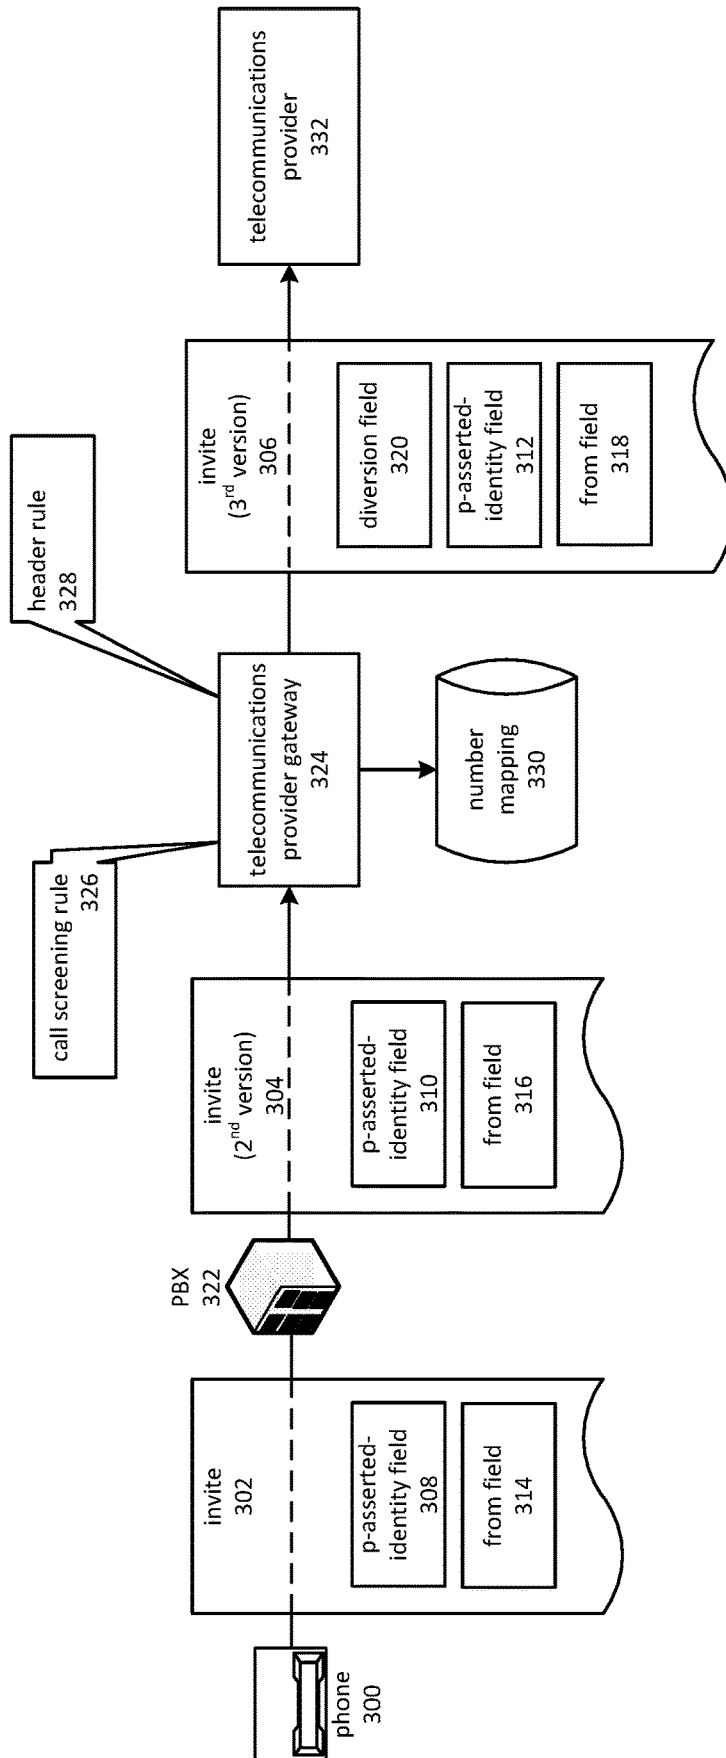 phone
300
invite
302
p-asserted-
identity field
308
from field
314
PBX
322
invite
(2nd version)
304
p-asserted-
identity field
310
from field
316
call screening rule
326
header rule
328
telecommunications
provider gateway
324
number
mapping
330
invite
(3rd version)
306
diversion field
320
p-asserted-
identity field
312
from field
318
telecommunications
provider
332